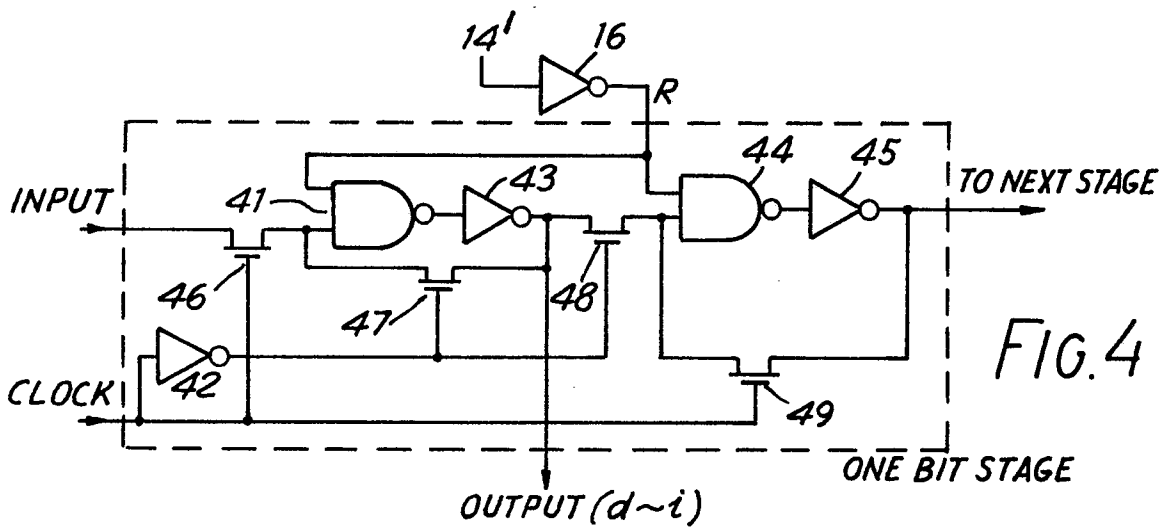 14'
16
R
44
45
TO NEXT STAGE
43
41
INPUT
46
47
48
42
CLOCK
49
FIG. 4
ONE BIT STAGE
OUTPUT (d~i)